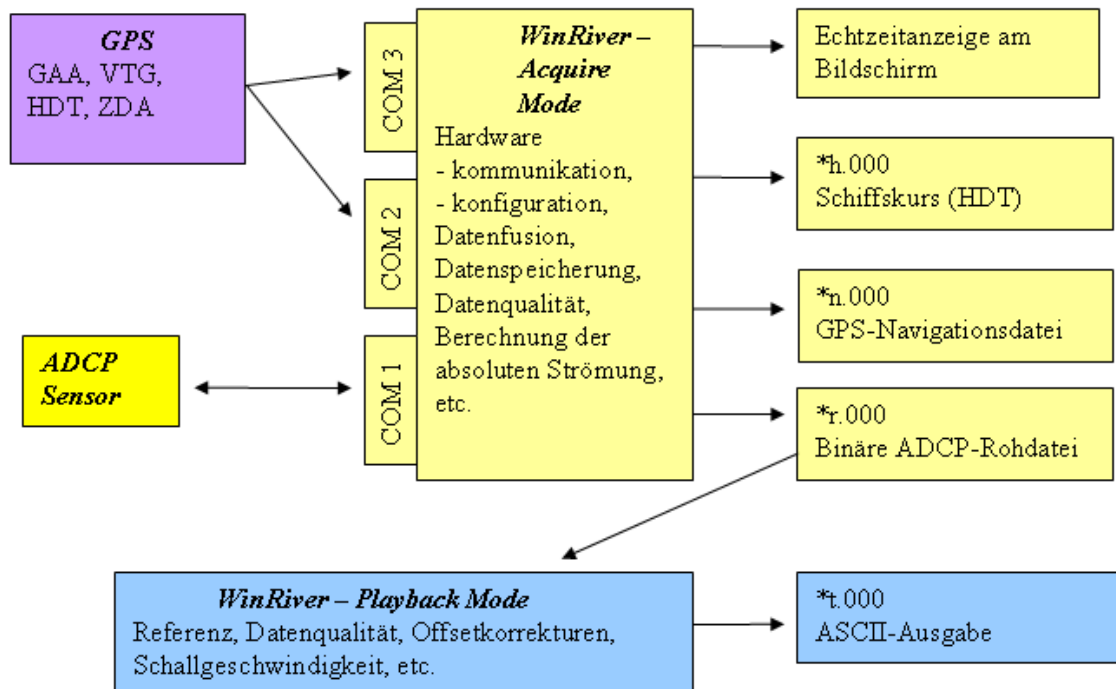 GPS
GAA, VTG,
HDT, ZDA
COM 3
COM 2
COM 1
ADCP
Sensor
WinRiver –
Acquire
Mode
Hardware
- kommunikation,
- konfiguration,
Datenfusion,
Datenspeicherung,
Datenqualität,
Berechnung der
absoluten Strömung,
etc.
Echtzeitanzeige am
Bildschirm
*h.000
Schiffskurs (HDT)
*n.000
GPS-Navigationsdatei
*r.000
Binäre ADCP-Rohdatei
WinRiver – Playback Mode
Referenz, Datenqualität, Offsetkorrekturen,
Schallgeschwindigkeit, etc.
*t.000
ASCII-Ausgabe